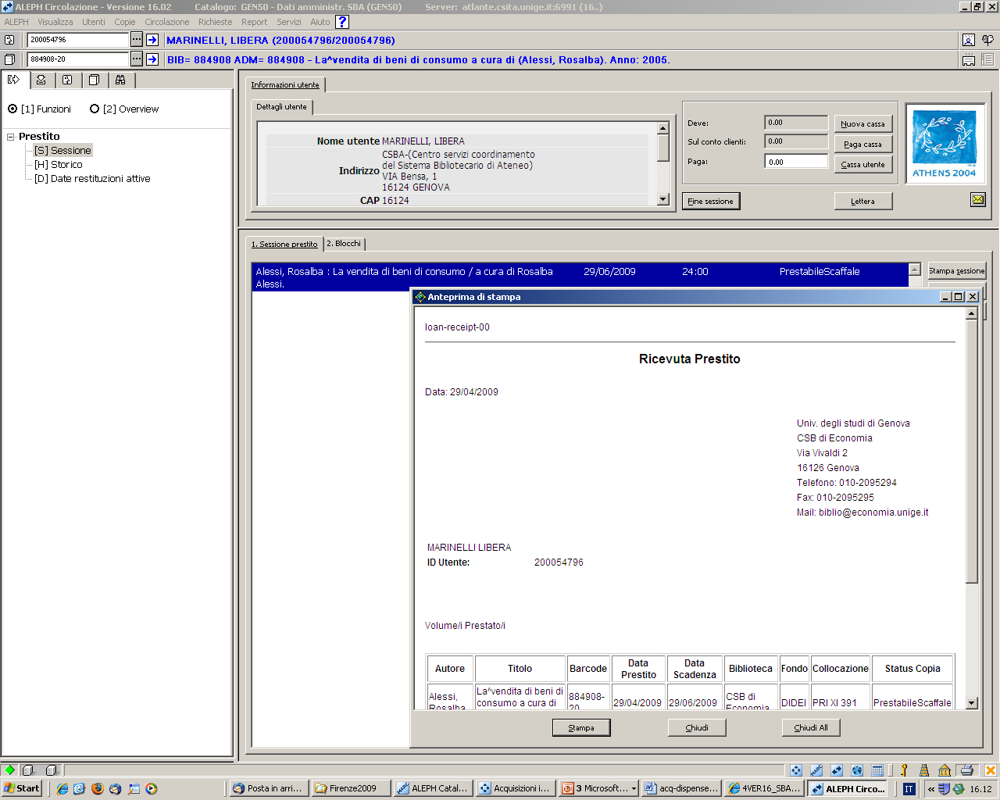 ALEPH Circolazione - Versione 16.02 Catalogo: GEN50 - Dati amministr. SBA (GEN50) Server: atlante.csita.unige.it:6991 (16..)
ALEPH Visualizza Utenti Copie Circolazione Richieste Report Servizi Aiuto ?
200054796 ... MARINELLI, LIBERA (200054796/200054796)
884908-20 ... BIB= 884908 ADM= 884908 - La^vendita di beni di consumo a cura di (Alessi, Rosalba). Anno: 2005.
[1] Funzioni [2] Overview
Prestito
[S] Sessione
[H] Storico
[D] Date restituzioni attive
Informazioni utente
Dettagli utente
Nome utente MARINELLI, LIBERA
Indirizzo CSBA-(Centro servizi coordinamento
del Sistema Bibliotecario di Ateneo)
VIA Bensa, 1
16124 GENOVA
CAP 16124
Deve: 0.00 Nuova cassa
Sul conto clienti: 0.00 Paga cassa
Paga: 0.00 Cassa utente
Fine sessione Lettera
ATHENS 2004
1. Sessione prestito 2. Blocchi
Alessi, Rosalba : La vendita di beni di consumo / a cura di Rosalba 29/06/2009 24:00 PrestabileScaffale
Alessi.
Stampa sessione
Anteprima di stampa
loan-receipt-00
Ricevuta Prestito
Data: 29/04/2009
Univ. degli studi di Genova
CSB di Economia
Via Vivaldi 2
16126 Genova
Telefono: 010-2095294
Fax: 010-2095295
Mail: biblio@economia.unige.it
MARINELLI LIBERA
ID Utente: 200054796
Volume/i Prestato/i
Autore Titolo Barcode Data Prestito Data Scadenza Biblioteca Fondo Collocazione Status Copia
Alessi, Rosalba La^vendita di beni di consumo a cura di 884908-20 29/04/2009 29/06/2009 CSB di Economia DIDEI PRI XI 391 PrestabileScaffale
Stampa Chiudi Chiudi All
Start Posta in arri... Firenze2009 ALEPH Catal... Acquisizioni i... 3 Microsoft... acq-dispense... 4VER16_SBA... ALEPH Circo... IT « 16.12